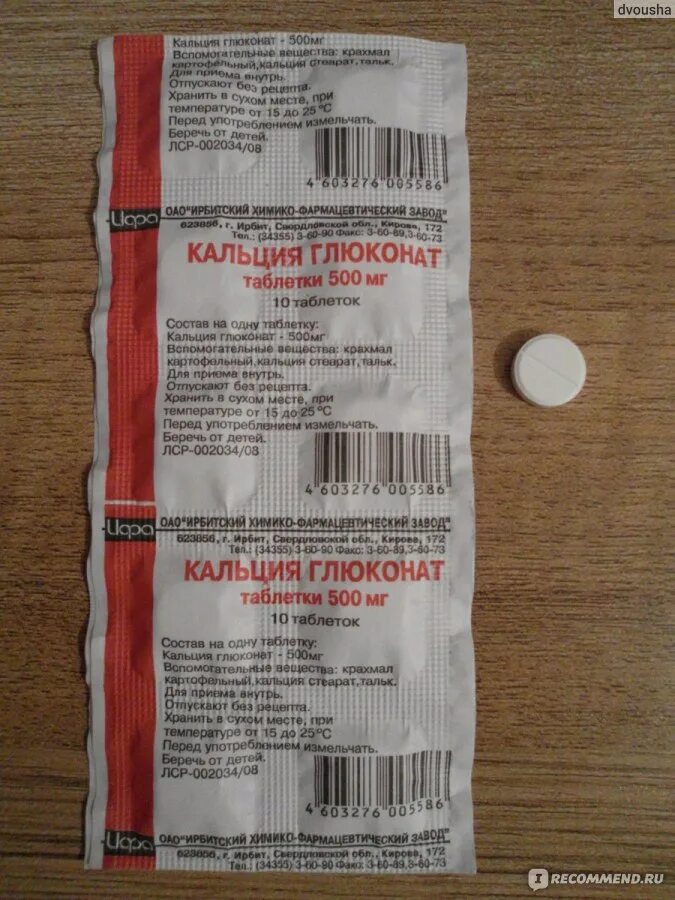 dvousha
Кальция глюконат - 500мг
Вспомогательные вещества: крахмал
картофельный,кальция стеарат,тальк.
Для приема внутрь.
Отпускают без рецепта.
Хранить в сухом месте, при
температуре от 15 до 25°С
Перед употреблением измельчать.
Беречь от детей.
ЛСР-002034/08
4 603276 005586
Ирбитский
ОАО"ИРБИТСКИЙ ХИМИКО-ФАРМАЦЕВТИЧЕСКИЙ ЗАВОД"
623856, г. Ирбит, Свердловской обл., Кирова, 172
Тел.: (34355) 3-60-90 Факс: 3-60-89,3-60-73
КАЛЬЦИЯ ГЛЮКОНАТ
таблетки 500 мг
10 таблеток
Состав на одну таблетку:
Кальция глюконат - 500мг
Вспомогательные вещества: крахмал
картофельный,кальция стеарат,тальк.
Для приема внутрь.
Отпускают без рецепта.
Хранить в сухом месте, при
температуре от 15 до 25°С
Перед употреблением измельчать.
Беречь от детей.
ЛСР-002034/08
4 603276 005586
ОАО"ИРБИТСКИЙ ХИМИКО-ФАРМАЦЕВТИЧЕСКИЙ ЗАВОД"
623856, г. Ирбит, Свердловской обл., Кирова, 172
Тел.: (34355) 3-60-90 Факс: 3-60-89,3-60-73
КАЛЬЦИЯ ГЛЮКОНАТ
таблетки 500 мг
10 таблеток
Состав на одну таблетку:
Кальция глюконат - 500мг
Вспомогательные вещества: крахмал
картофельный,кальция стеарат,тальк.
Для приема внутрь.
Отпускают без рецепта.
Хранить в сухом месте, при
температуре от 15 до 25°С
Перед употреблением измельчать.
Беречь от детей.
ЛСР-002034/08
4 603276 005586
ОАО"ИРБИТСКИЙ ХИМИКО-ФАРМАЦЕВТИЧЕСКИЙ ЗАВОД"
623856, г. Ирбит, Свердловской обл., Кирова, 172
Тел.: (34355) 3-60-90 Факс: 3-60-89,3-60-73
I RECOMMEND.RU